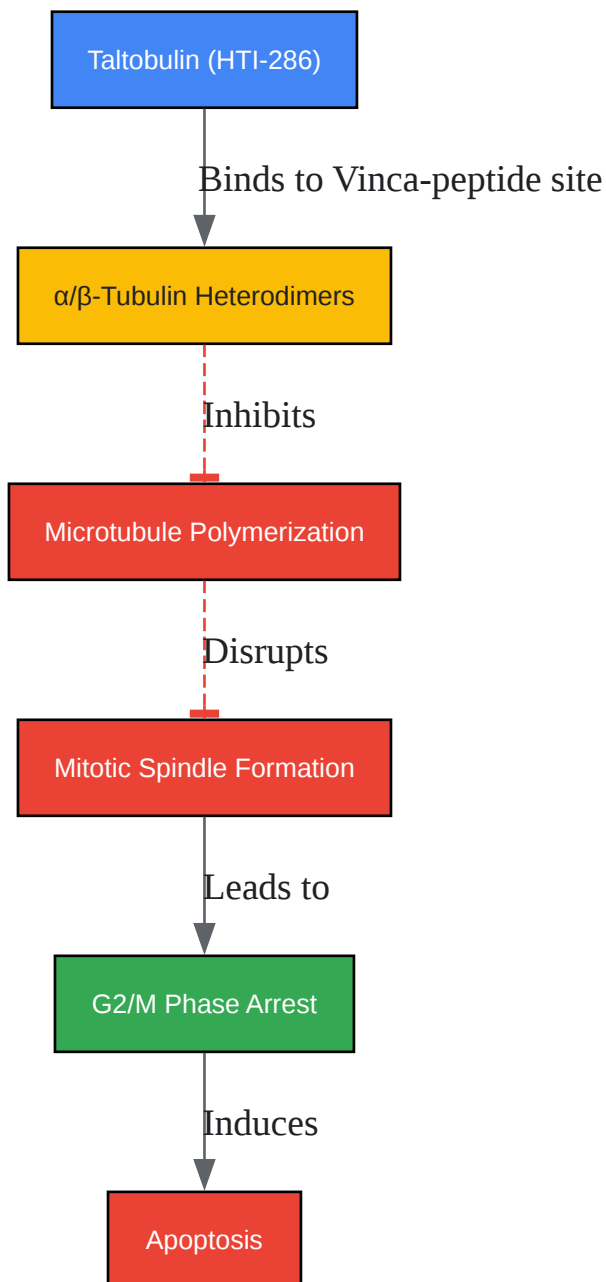 Taltobulin (HTI-286)
Binds to Vinca-peptide site
α/β-Tubulin Heterodimers
Inhibits
Microtubule Polymerization
Disrupts
Mitotic Spindle Formation
Leads to
G2/M Phase Arrest
Induces
Apoptosis